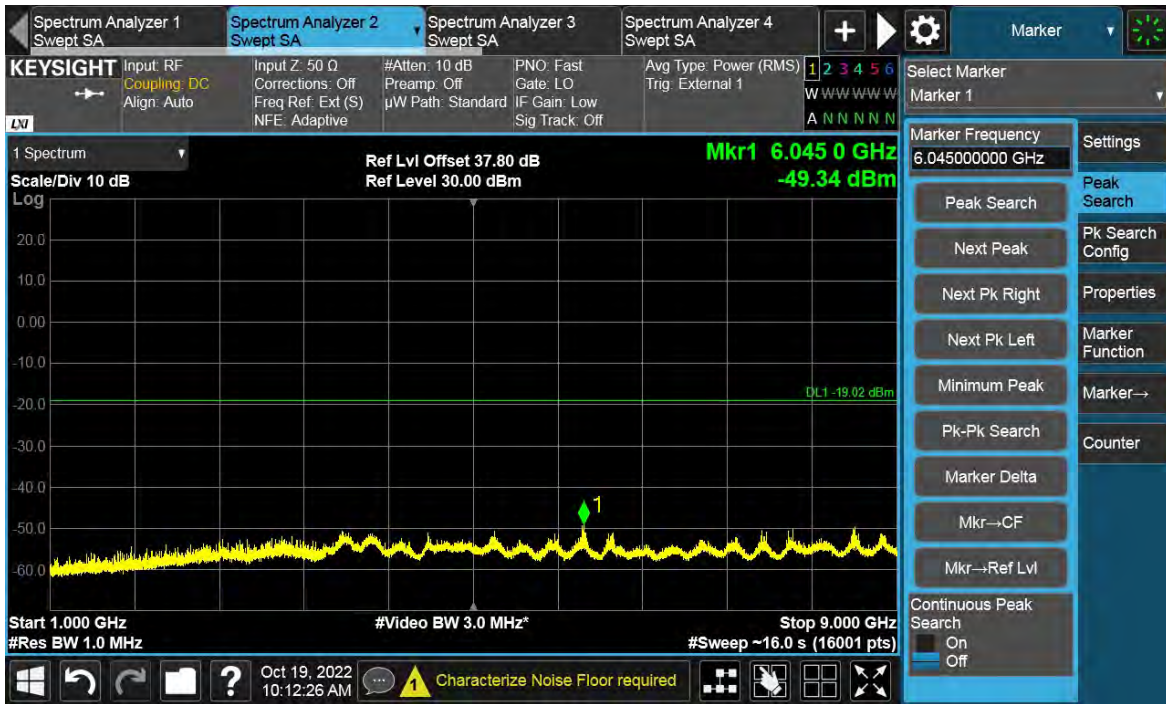 Spectrum Analyzer 1
Swept SA
Spectrum Analyzer 2
Swept SA
Spectrum Analyzer 3
Swept SA
Spectrum Analyzer 4
Swept SA
+
Marker
KEYSIGHT
LXI
Input: RF
Coupling: DC
Align: Auto
Input Z: 50 Ω
Corrections: Off
Freq Ref: Ext (S)
NFE: Adaptive
#Atten: 10 dB
Preamp: Off
µW Path: Standard
PNO: Fast
Gate: LO
IF Gain: Low
Sig Track: Off
Avg Type: Power (RMS)
Trig: External 1
1 2 3 4 5 6
W W W W W W
A N N N N N
Select Marker
Marker 1
1 Spectrum
Scale/Div 10 dB
Log
Ref Lvl Offset 37.80 dB
Ref Level 30.00 dBm
Mkr1 6.045 0 GHz
-49.34 dBm
20.0
10.0
0.00
-10.0
-20.0
-30.0
-40.0
-50.0
-60.0
DL1 -19.02 dBm
1
Start 1.000 GHz
#Res BW 1.0 MHz
#Video BW 3.0 MHz*
Stop 9.000 GHz
#Sweep ~16.0 s (16001 pts)
Marker Frequency
6.045000000 GHz
Peak Search
Next Peak
Next Pk Right
Next Pk Left
Minimum Peak
Pk-Pk Search
Marker Delta
Mkr→CF
Mkr→Ref Lvl
Continuous Peak
Search
On
Off
Settings
Peak
Search
Pk Search
Config
Properties
Marker
Function
Marker→
Counter
?
Oct 19, 2022
10:12:26 AM
1
Characterize Noise Floor required